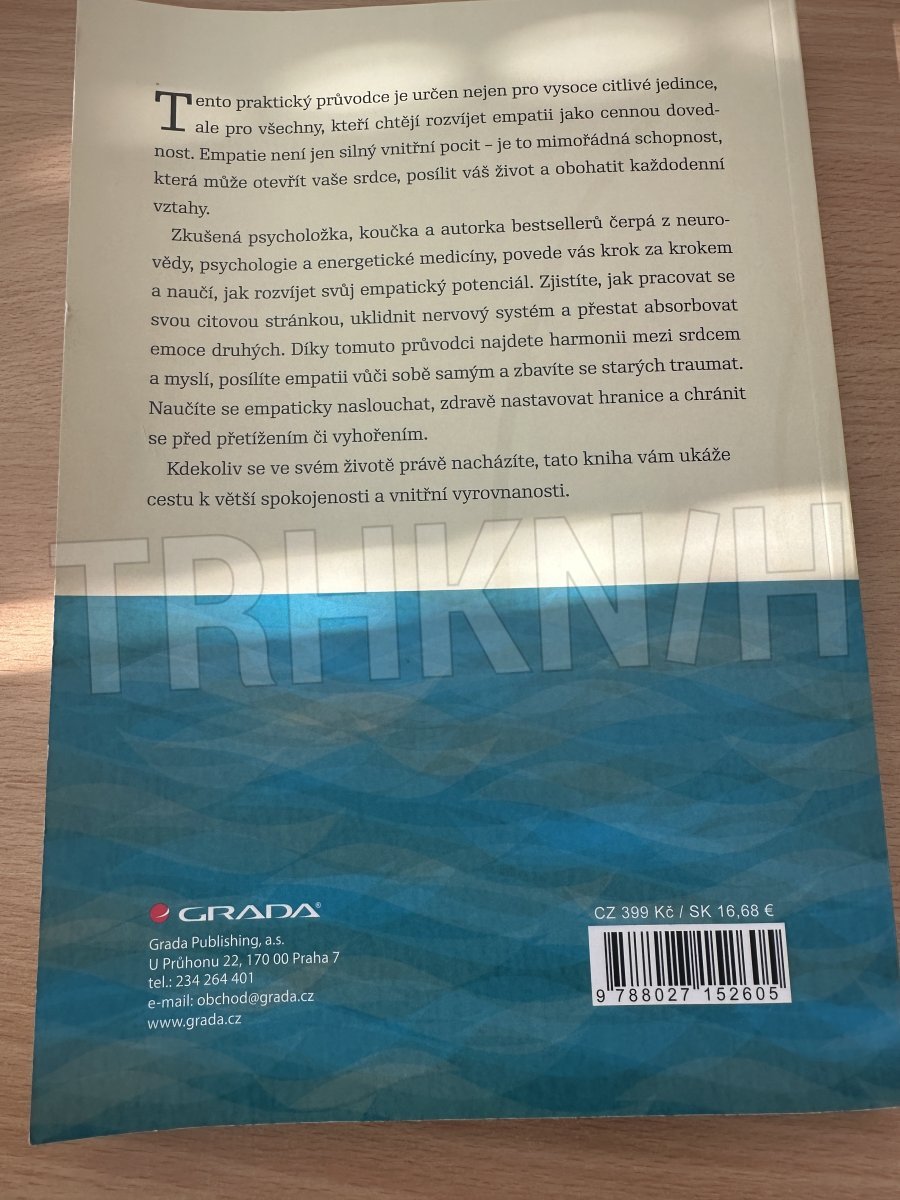 Tento praktický průvodce je určen nejen pro vysoce citlivé jedince,
ale pro všechny, kteří chtějí rozvíjet empatii jako cennou doved-
nost. Empatie není jen silný vnitřní pocit – je to mimořádná schopnost,
která může otevřít vaše srdce, posílit váš život a obohatit každodenní
vztahy.
Zkušená psycholožka, koučka a autorka bestsellerů čerpá z neuro-
vědy, psychologie a energetické medicíny, povede vás krok za krokem
a naučí, jak rozvíjet svůj empatický potenciál. Zjistíte, jak pracovat se
svou citovou stránkou, uklidnit nervový systém a přestat absorbovat
emoce druhých. Díky tomuto průvodci najdete harmonii mezi srdcem
a myslí, posílíte empatii vůči sobě samým a zbavíte se starých traumat.
Naučíte se empaticky naslouchat, zdravě nastavovat hranice a chránit
se před přetížením či vyhořením.
Kdekoliv se ve svém životě právě nacházíte, tato kniha vám ukáže
cestu k větší spokojenosti a vnitřní vyrovnanosti.
TRHKN/H
GRADA®
Grada Publishing, a.s.
U Průhonu 22, 170 00 Praha 7
tel.: 234 264 401
e-mail: obchod@grada.cz
www.grada.cz
CZ 399 Kč / SK 16,68 €
9 788027 152605